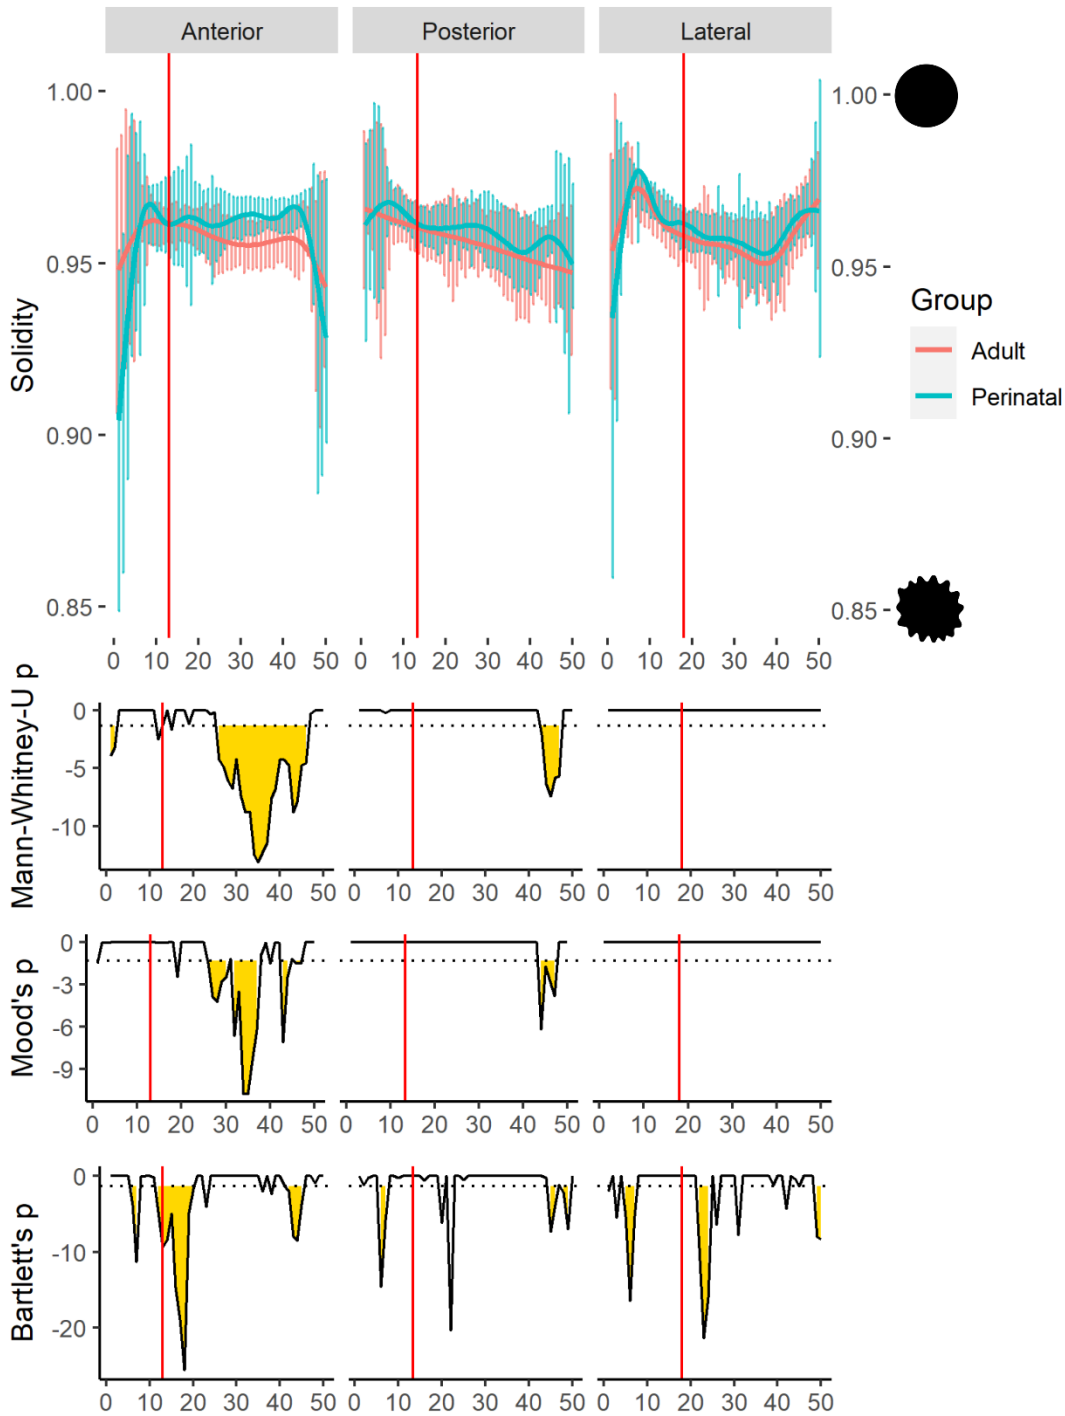 Anterior Posterior Lateral
1.00 1.00
0.95 0.95
Solidity
Group
Adult
Perinatal
0.90 0.90
0.85 0.85
0 10 20 30 40 50 0 10 20 30 40 50 0 10 20 30 40 50
Mann-Whitney-U p
0
-5
-10
0 10 20 30 40 50 0 10 20 30 40 50 0 10 20 30 40 50
Mood's p
0
-3
-6
-9
0 10 20 30 40 50 0 10 20 30 40 50 0 10 20 30 40 50
Bartlett's p
0
-10
-20
0 10 20 30 40 50 0 10 20 30 40 50 0 10 20 30 40 50